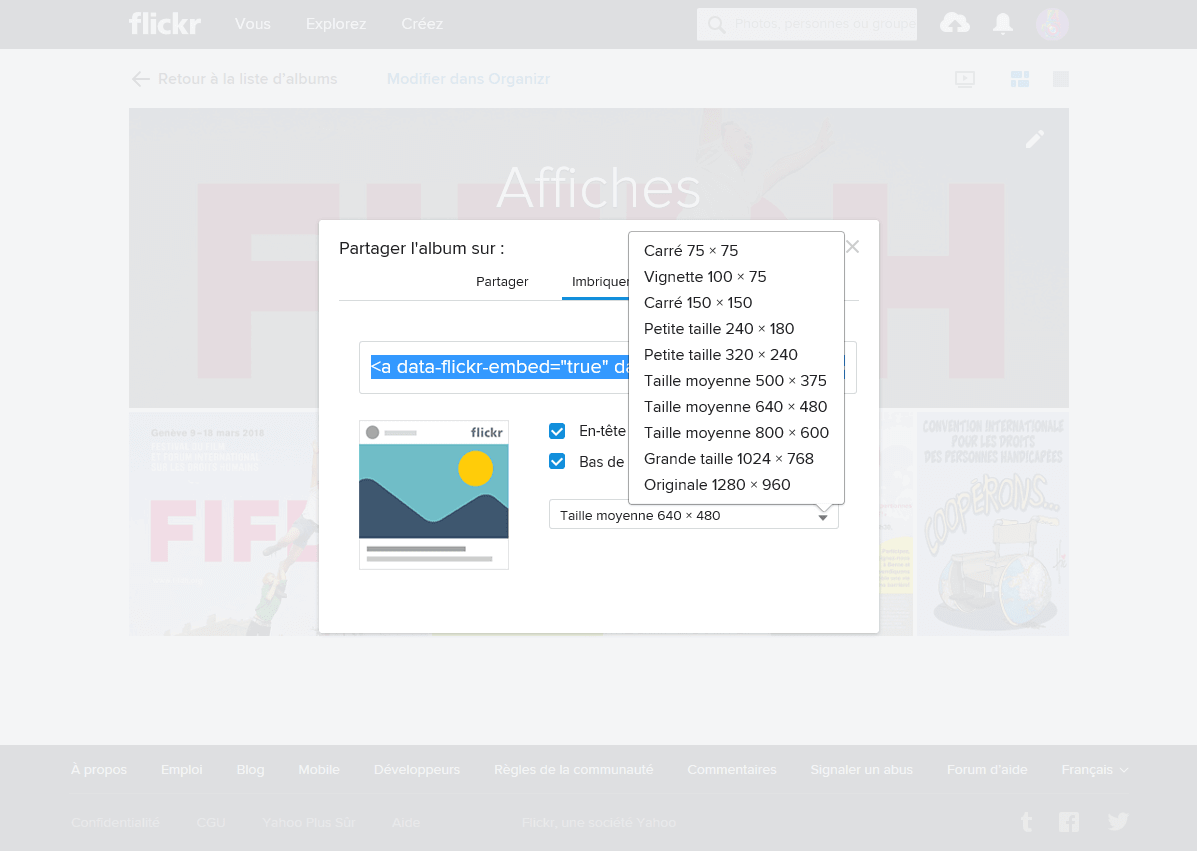 flickr Vous Explorez Créez Photos, personnes ou groupe
Retour à la liste d'albums Modifier dans Organizr
Affiches
Partager l'album sur :
Partager Imbriquer
<a data-flickr-embed="true" da
flickr
En-tête
Bas de
Taille moyenne 640 × 480
Carré 75 × 75
Vignette 100 × 75
Carré 150 × 150
Petite taille 240 × 180
Petite taille 320 × 240
Taille moyenne 500 × 375
Taille moyenne 640 × 480
Taille moyenne 800 × 600
Grande taille 1024 × 768
Originale 1280 × 960
Genève 9–18 mars 2016
CONVENTION INTERNATIONALE
POUR LES DROITS
DES PERSONNES HANDICAPÉES
COOPÉRONS...
À propos Emploi Blog Mobile Développeurs Règles de la communauté Commentaires Signaler un abus Forum d'aide Français
Confidentialité CGU Yahoo Plus Sûr Aide Flickr, une société Yahoo